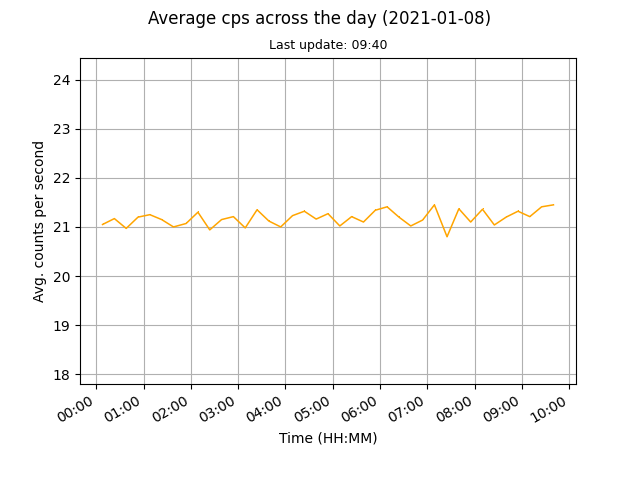 Average cps across the day (2021-01-08)
Last update: 09:40
Avg. counts per second
24
23
22
21
20
19
18
00:00 01:00 02:00 03:00 04:00 05:00 06:00 07:00 08:00 09:00 10:00
Time (HH:MM)